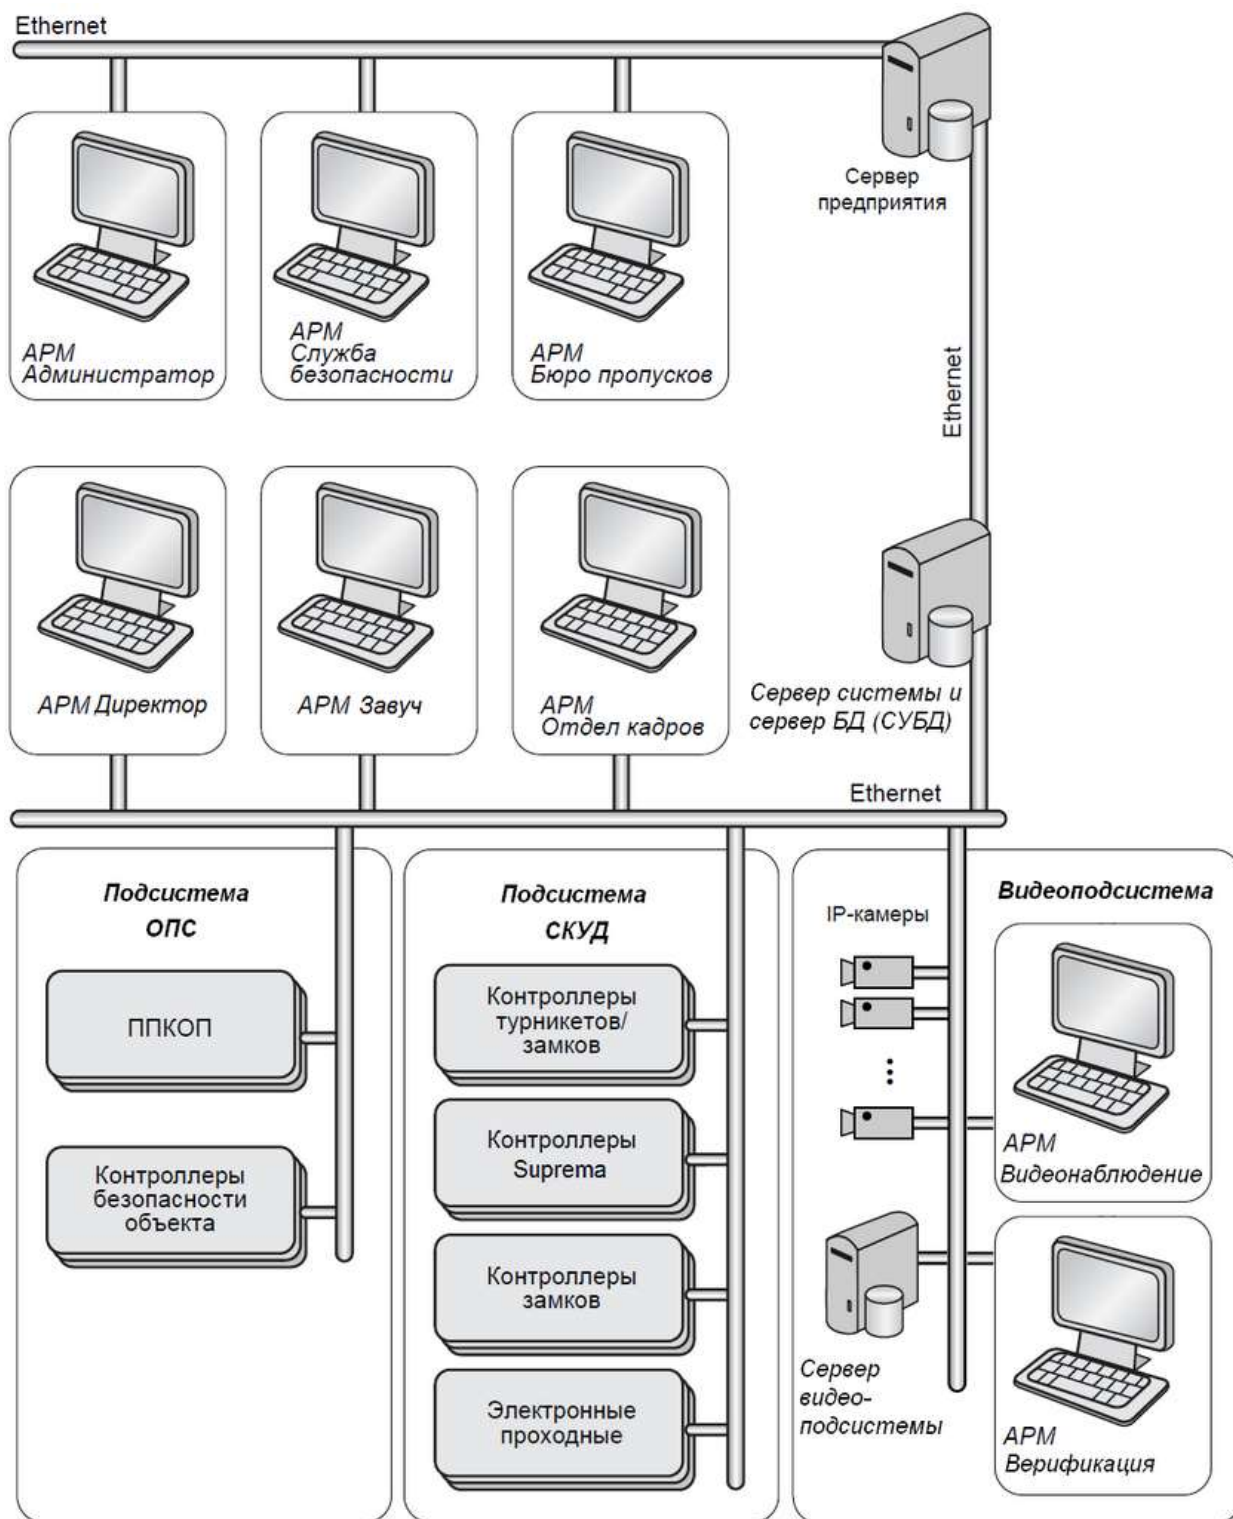 Ethernet
Сервер
предприятия
АРМ
Администратор
АРМ
Служба
безопасности
АРМ
Бюро пропусков
Ethernet
АРМ Директор
АРМ Завуч
АРМ
Отдел кадров
Сервер системы и
сервер БД (СУБД)
Ethernet
Подсистема
ОПС
ППКОП
Контроллеры
безопасности
объекта
Подсистема
СКУД
Контроллеры
турникетов/
замков
Контроллеры
Suprema
Контроллеры
замков
Электронные
проходные
Видеоподсистема
IP-камеры
...
АРМ
Видеонаблюдение
Сервер
видео-
подсистемы
АРМ
Верификация